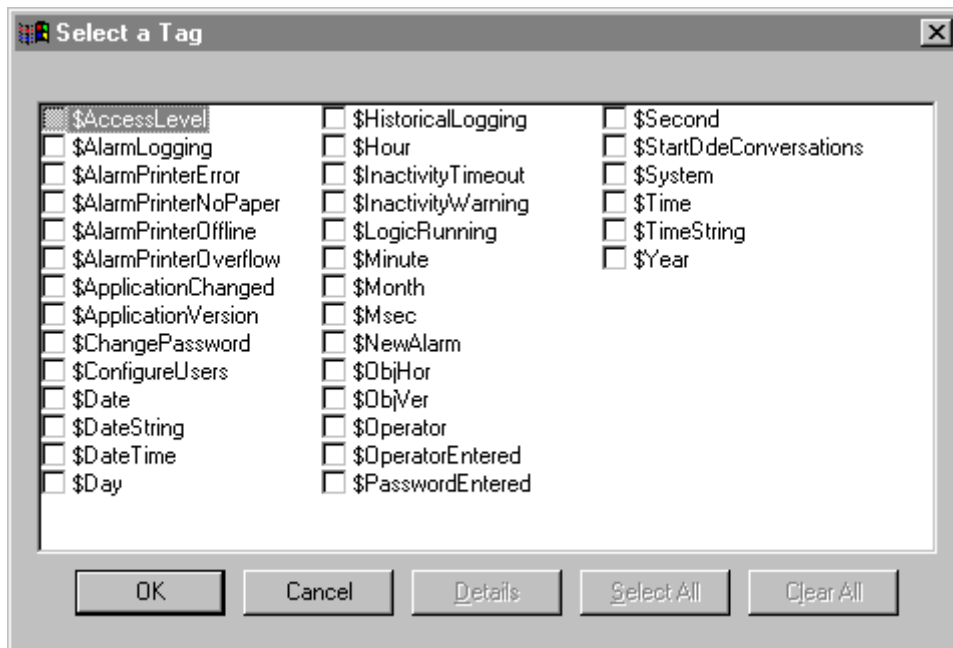 Select a Tag
$AccessLevel
$AlarmLogging
$AlarmPrinterError
$AlarmPrinterNoPaper
$AlarmPrinterOffline
$AlarmPrinterOverflow
$ApplicationChanged
$ApplicationVersion
$ChangePassword
$ConfigureUsers
$Date
$DateString
$DateTime
$Day
$HistoricalLogging
$Hour
$InactivityTimeout
$InactivityWarning
$LogicRunning
$Minute
$Month
$Msec
$NewAlarm
$ObjHor
$ObjVer
$Operator
$OperatorEntered
$PasswordEntered
$Second
$StartDdeConversations
$System
$Time
$TimeString
$Year
OK Cancel Details Select All Clear All